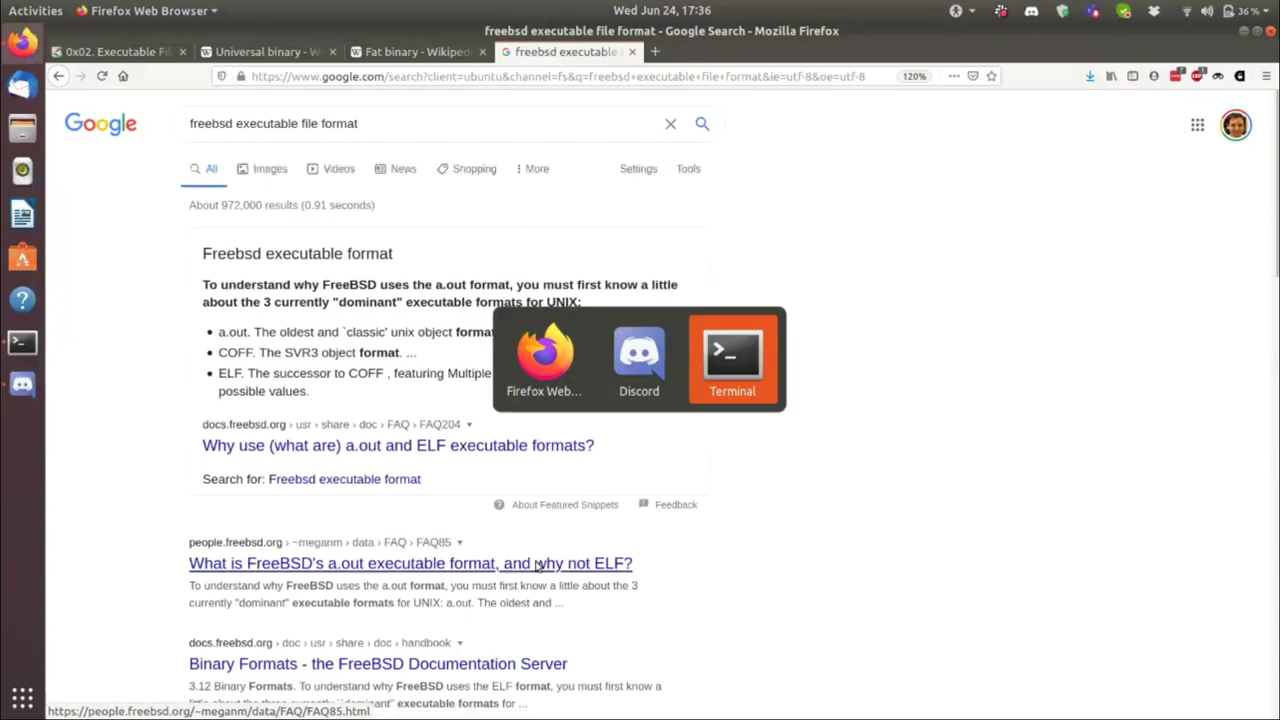 Activities
Firefox Web Browser
Wed Jun 24, 17:36
36 %
freebsd executable file format - Google Search - Mozilla Firefox
0x02. Executable Fi
Universal binary - W
Fat binary - Wikiped
freebsd executable
https://www.google.com/search?client=ubuntu&channel=fs&q=freebsd+executable+file+format&ie=utf-8&oe=utf-8
120%
Google
freebsd executable file format
All
Images
Videos
News
Shopping
More
Settings
Tools
About 972,000 results (0.91 seconds)
Freebsd executable format
To understand why FreeBSD uses the a.out format, you must first know a little
about the 3 currently "dominant" executable formats for UNIX:
a.out. The oldest and `classic' unix object format
COFF. The SVR3 object format. ...
ELF. The successor to COFF , featuring Multiple
possible values.
Firefox Web...
Discord
Terminal
docs.freebsd.org › usr › share › doc › FAQ › FAQ204
Why use (what are) a.out and ELF executable formats?
Search for: Freebsd executable format
About Featured Snippets
Feedback
people.freebsd.org › ~meganm › data › FAQ › FAQ85
What is FreeBSD's a.out executable format, and why not ELF?
To understand why FreeBSD uses the a.out format, you must first know a little about the 3
currently "dominant" executable formats for UNIX: a.out. The oldest and ...
docs.freebsd.org › doc › usr › share › doc › handbook
Binary Formats - the FreeBSD Documentation Server
3.12 Binary Formats. To understand why FreeBSD uses the ELF format, you must first know a
little about the three currently ``dominant'' executable formats for ...
https://people.freebsd.org/~meganm/data/FAQ/FAQ85.html